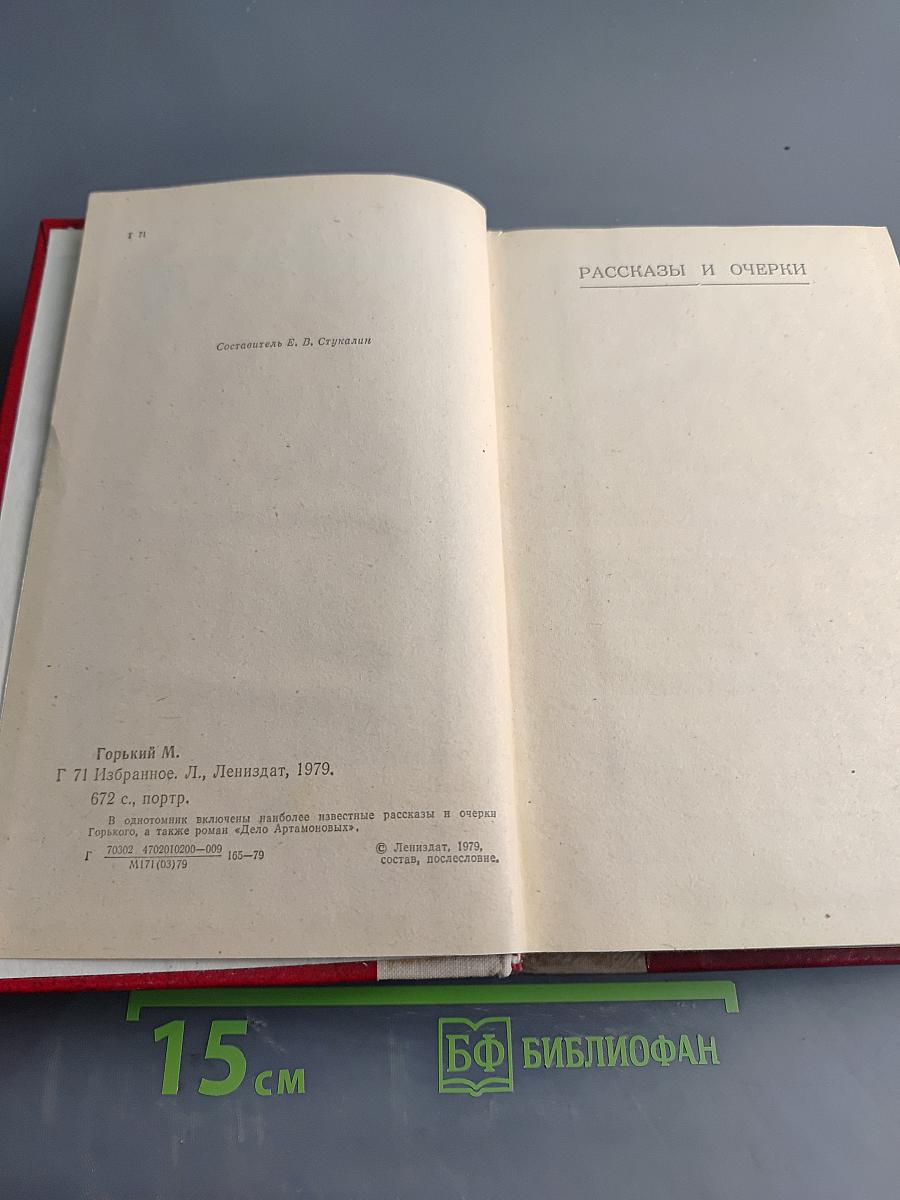 Г 71
Составитель Е. В. Стукалин
Горький М.
Г 71 Избранное. Л., Лениздат, 1979.
672 с., портр.
В однотомник включены наиболее известные рассказы и очерки
Горького, а также роман «Дело Артамоновых».
Г 70302 4702010200—009 165—79
М171(03)79
© Лениздат, 1979,
состав, послесловие.
РАССКАЗЫ И ОЧЕРКИ
15 см
БФ БИБЛИОФАН